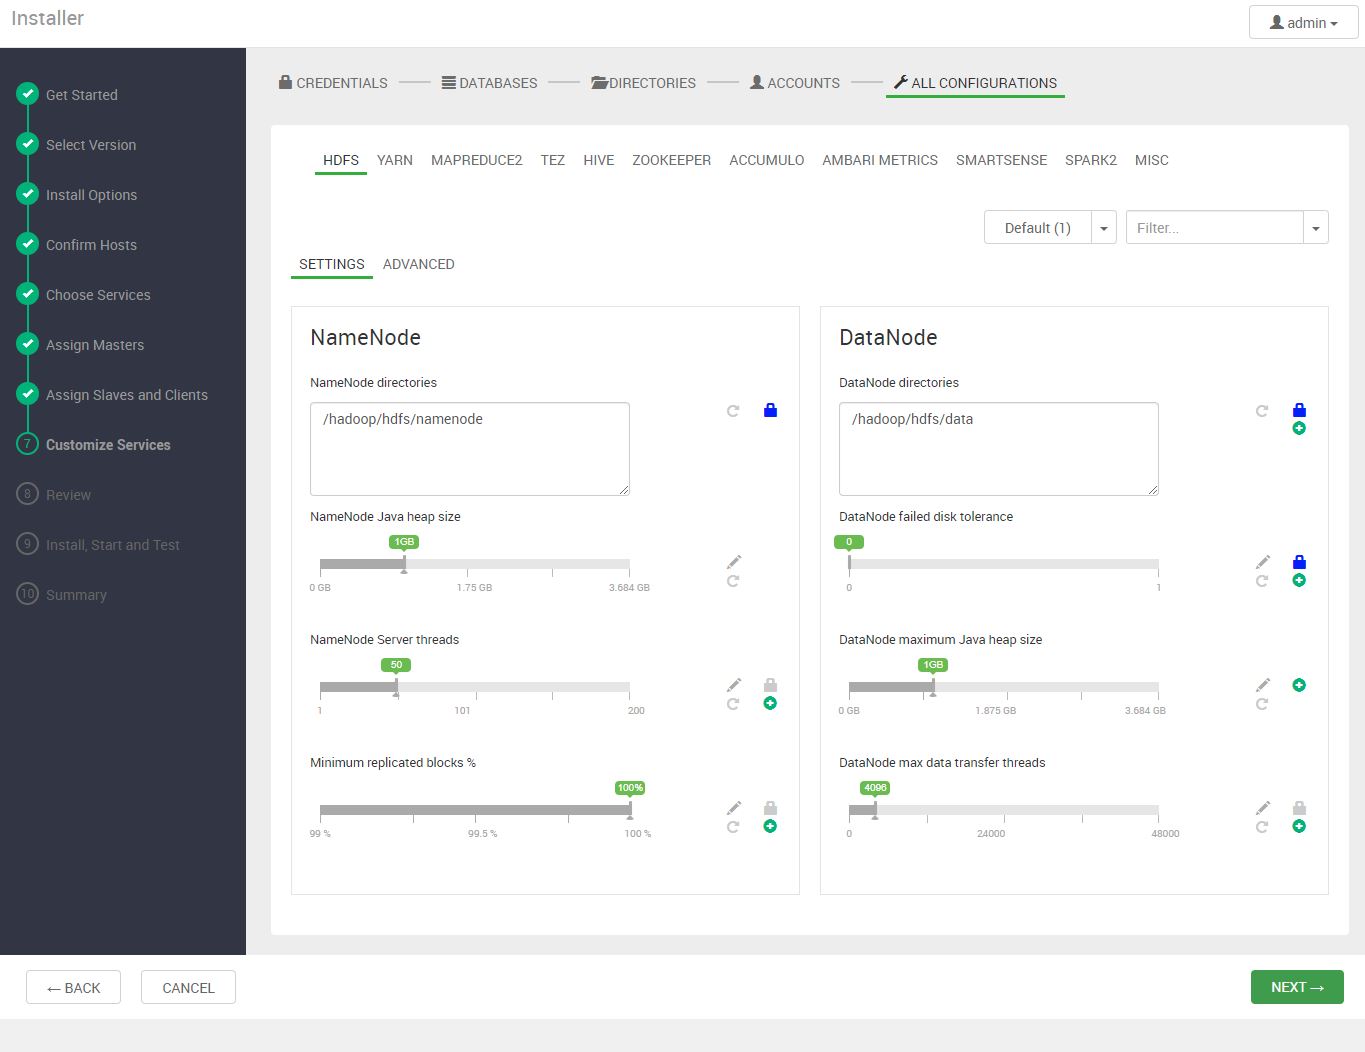 Installer
admin
Get Started
Select Version
Install Options
Confirm Hosts
Choose Services
Assign Masters
Assign Slaves and Clients
7 Customize Services
8 Review
9 Install, Start and Test
10 Summary
CREDENTIALS DATABASES DIRECTORIES ACCOUNTS ALL CONFIGURATIONS
HDFS YARN MAPREDUCE2 TEZ HIVE ZOOKEEPER ACCUMULO AMBARI METRICS SMARTSENSE SPARK2 MISC
Default (1) Filter...
SETTINGS ADVANCED
NameNode
NameNode directories
/hadoop/hdfs/namenode
NameNode Java heap size
1GB
0 GB 1.75 GB 3.684 GB
NameNode Server threads
50
1 101 200
Minimum replicated blocks %
100%
99 % 99.5 % 100 %
DataNode
DataNode directories
/hadoop/hdfs/data
DataNode failed disk tolerance
0
0 1
DataNode maximum Java heap size
1GB
0 GB 1.875 GB 3.684 GB
DataNode max data transfer threads
4096
0 24000 48000
← BACK CANCEL NEXT →